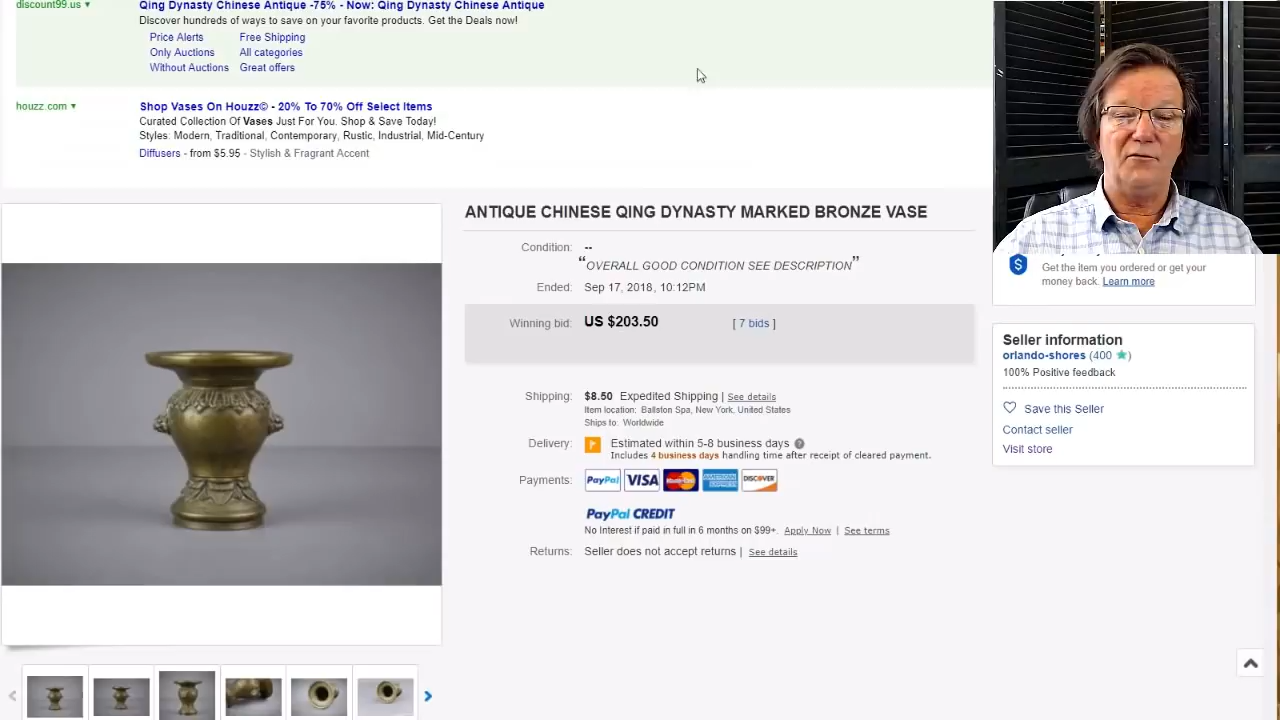 discount99.us ▾
Qing Dynasty Chinese Antique -75% - Now: Qing Dynasty Chinese Antique
Discover hundreds of ways to save on your favorite products. Get the Deals now!
Price Alerts Free Shipping
Only Auctions All categories
Without Auctions Great offers
houzz.com ▾
Shop Vases On Houzz© - 20% To 70% Off Select Items
Curated Collection Of Vases Just For You. Shop & Save Today!
Styles: Modern, Traditional, Contemporary, Rustic, Industrial, Mid-Century
Diffusers - from $5.95 - Stylish & Fragrant Accent
ANTIQUE CHINESE QING DYNASTY MARKED BRONZE VASE
Condition: --
“OVERALL GOOD CONDITION SEE DESCRIPTION”
Ended: Sep 17, 2018, 10:12PM
Winning bid: US $203.50 [ 7 bids ]
Shipping: $8.50 Expedited Shipping | See details
Item location: Ballston Spa, New York, United States
Ships to: Worldwide
Delivery: Estimated within 5-8 business days
Includes 4 business days handling time after receipt of cleared payment.
Payments: PayPal VISA MasterCard AMERICAN EXPRESS DISCOVER
PayPal CREDIT
No Interest if paid in full in 6 months on $99+. Apply Now | See terms
Returns: Seller does not accept returns | See details
Get the item you ordered or get your
money back. Learn more
Seller information
orlando-shores (400 ★)
100% Positive feedback
Save this Seller
Contact seller
Visit store